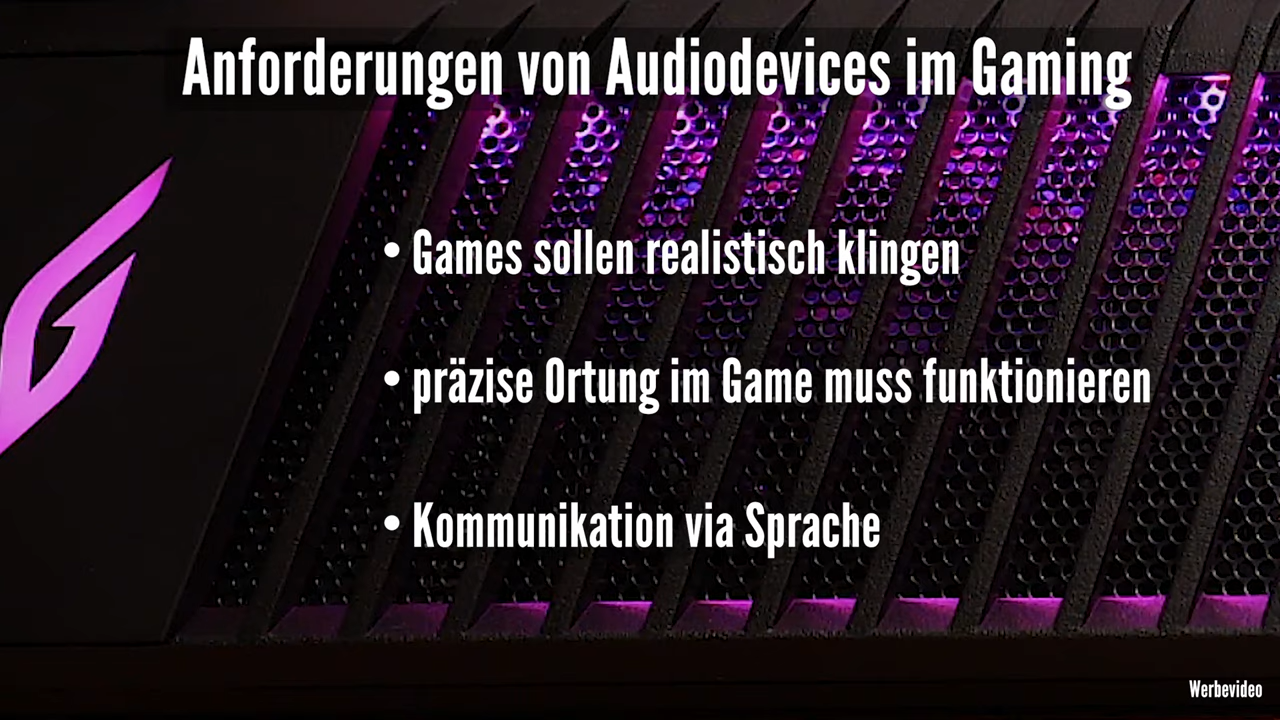 Anforderungen von Audiodevices im Gaming
• Games sollen realistisch klingen
• präzise Ortung im Game muss funktionieren
• Kommunikation via Sprache
Werbevideo